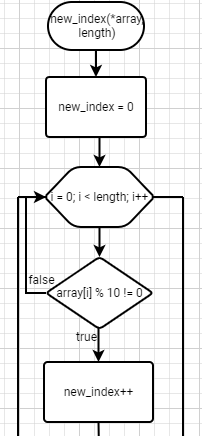 new_index(*array,
length)
new_index = 0
i = 0; i < length; i++
false
array[i] % 10 != 0
true
new_index++